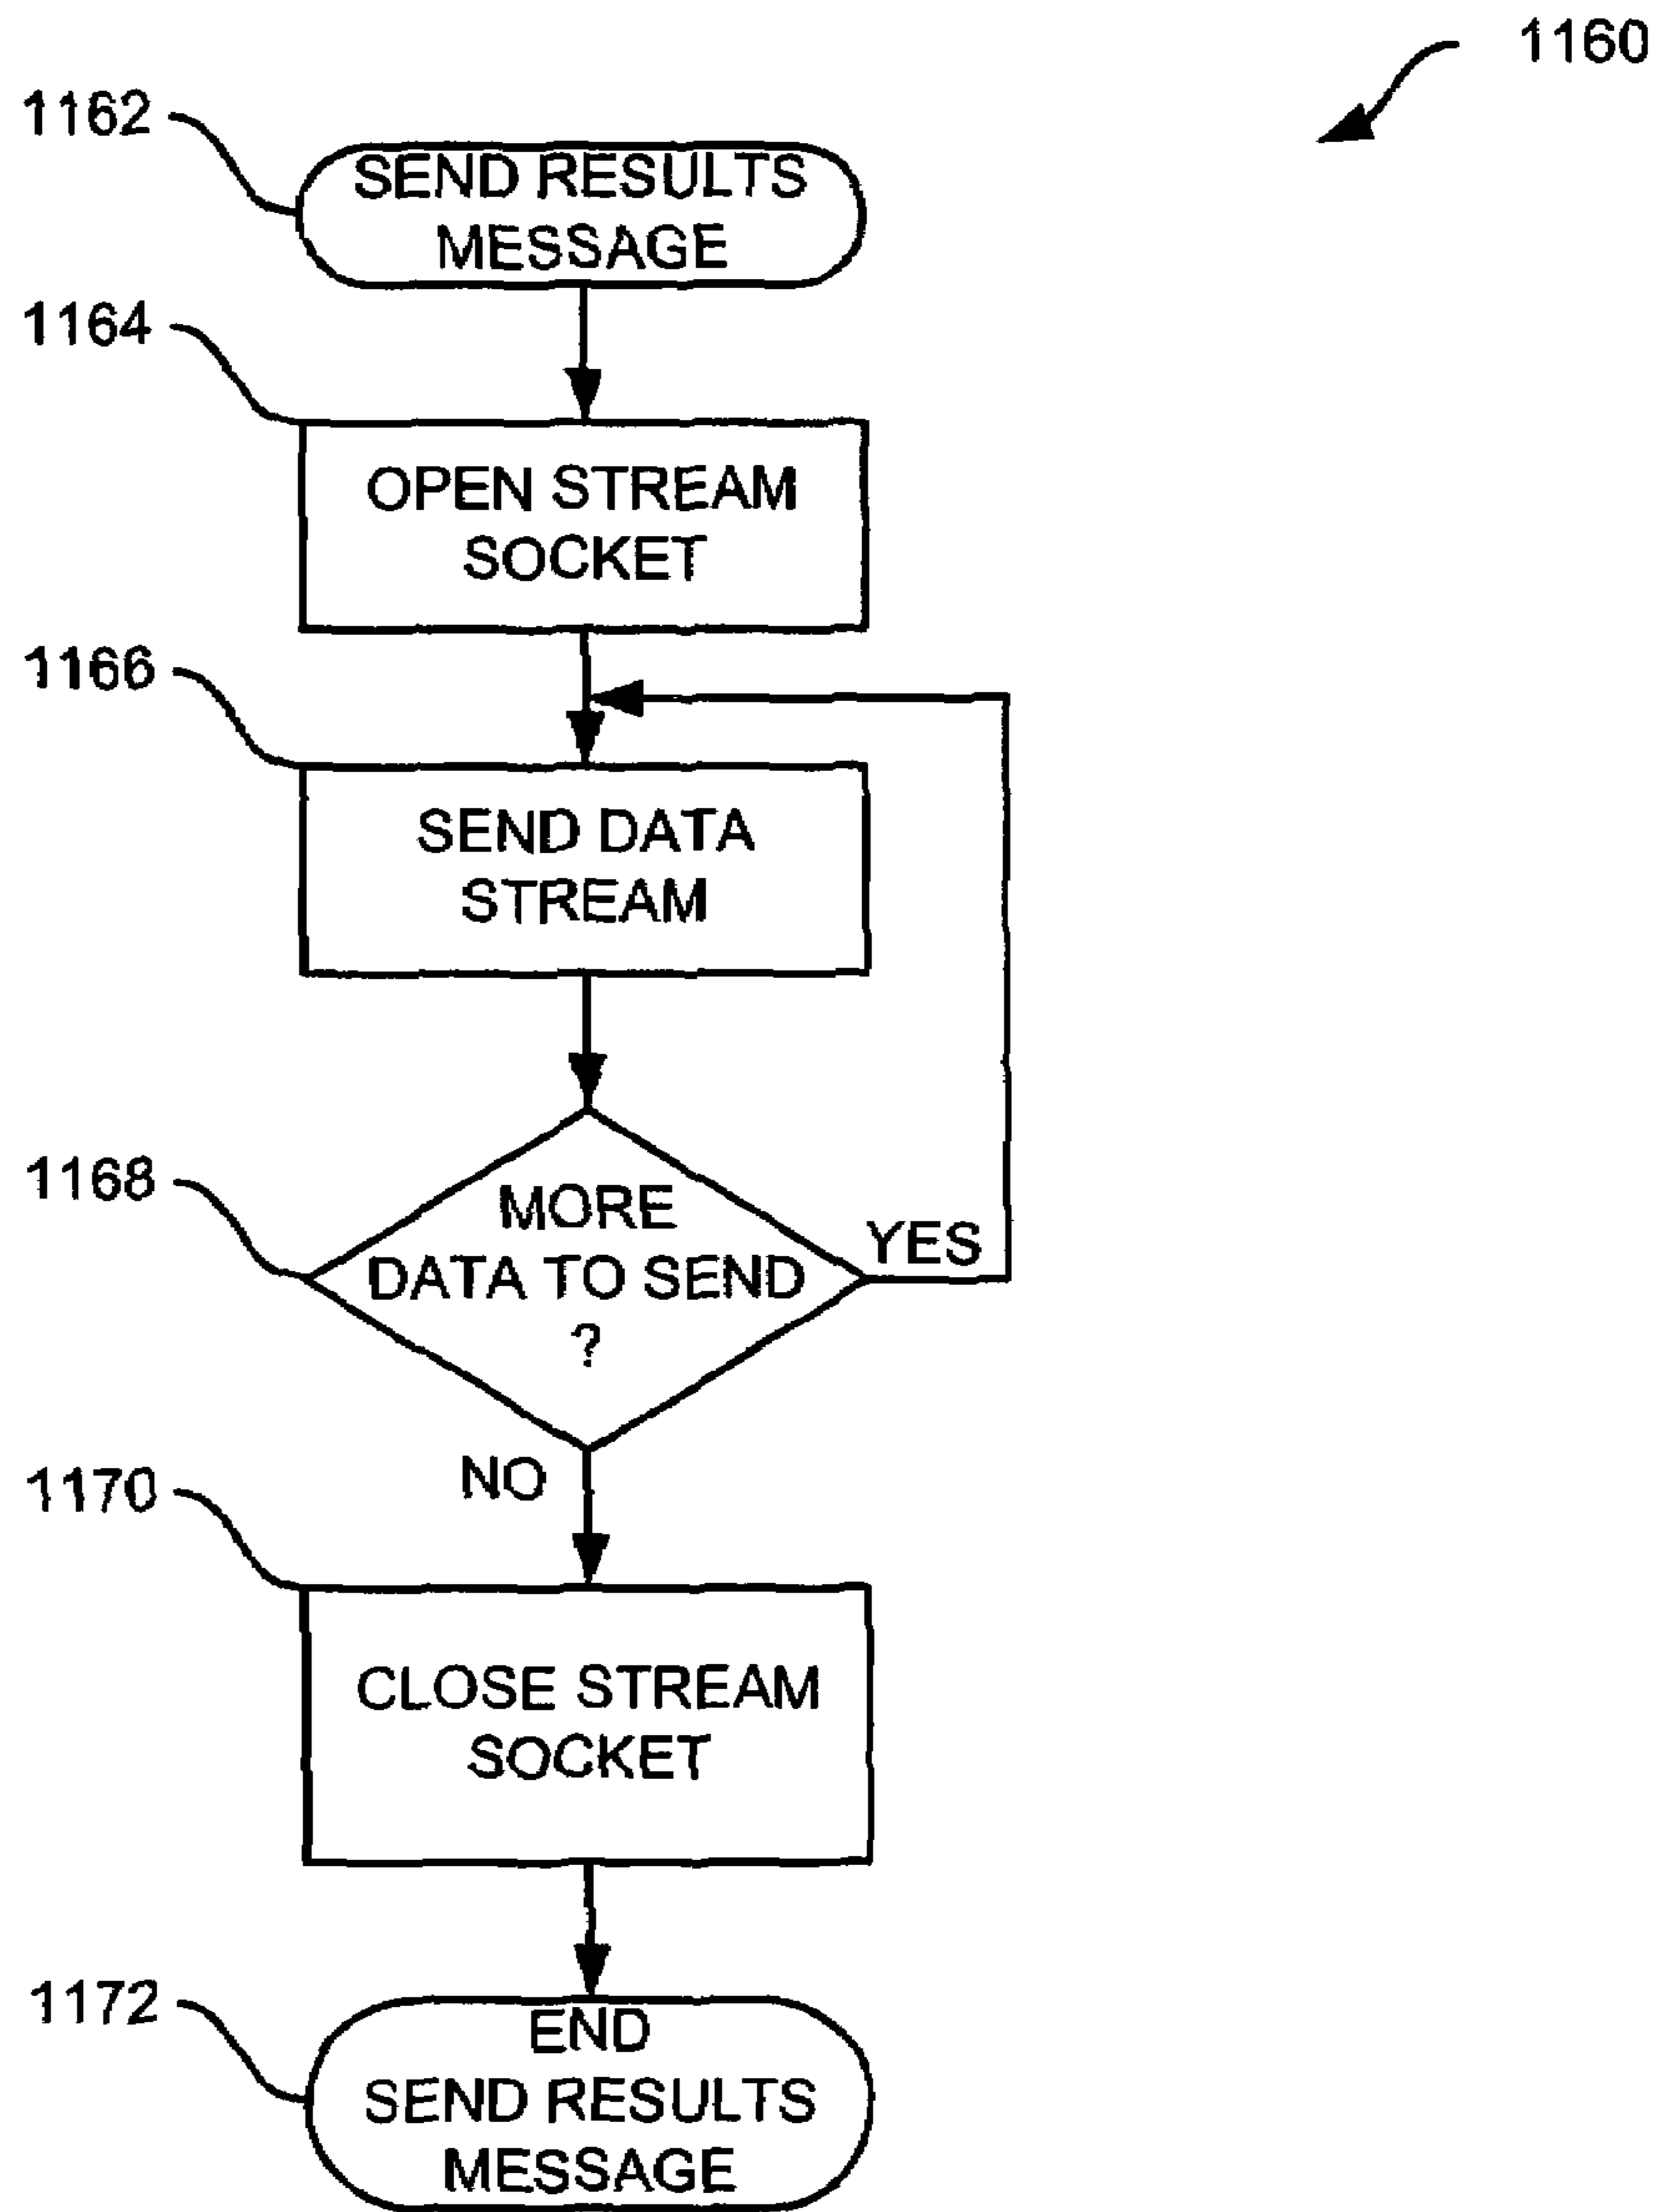 1160
1162
SEND RESULTS
MESSAGE
1164
OPEN STREAM
SOCKET
1166
SEND DATA
STREAM
1168
MORE
DATA TO SEND
?
YES
NO
1170
CLOSE STREAM
SOCKET
1172
END
SEND RESULTS
MESSAGE